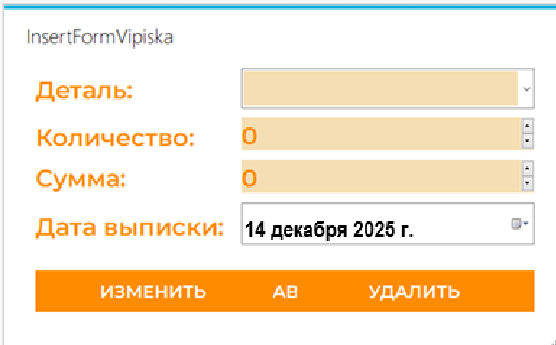 InsertFormVipiska
Деталь:
Количество: 0
Сумма: 0
Дата выписки: 14 декабря 2025 г.
ИЗМЕНИТЬ АВ УДАЛИТЬ